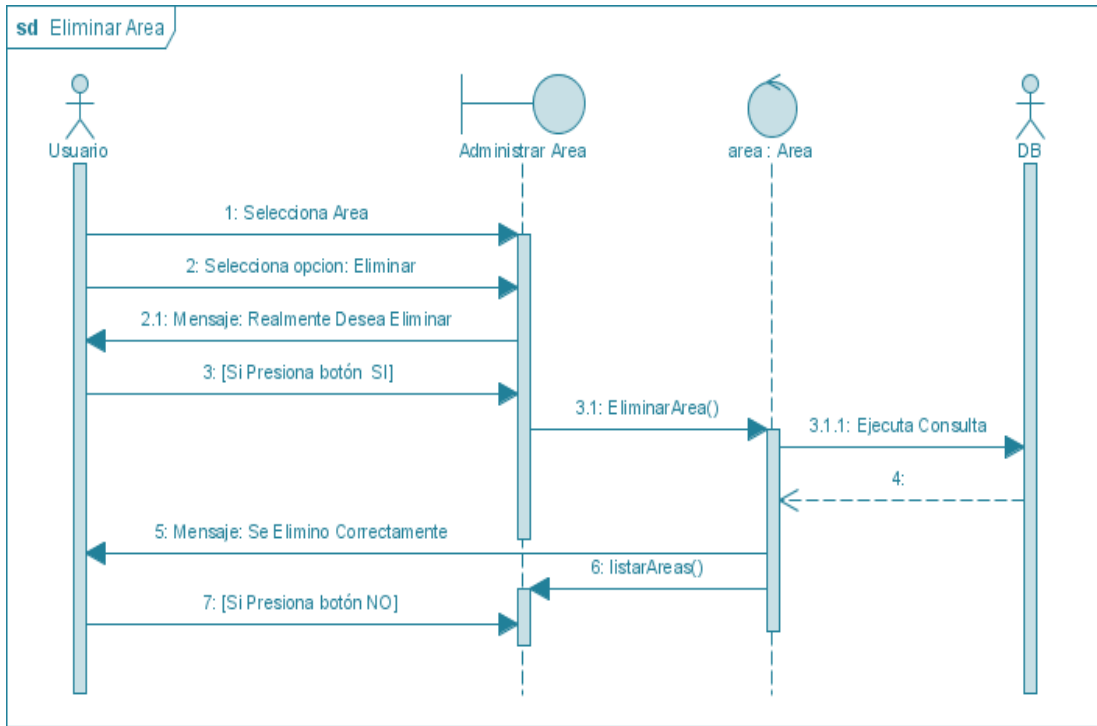 sd Eliminar Area
Usuario
Administrar Area
area : Area
DB
1: Selecciona Area
2: Selecciona opcion: Eliminar
2.1: Mensaje: Realmente Desea Eliminar
3: [Si Presiona botón SI]
3.1: EliminarArea()
3.1.1: Ejecuta Consulta
4:
5: Mensaje: Se Elimino Correctamente
6: listarAreas()
7: [Si Presiona botón NO]